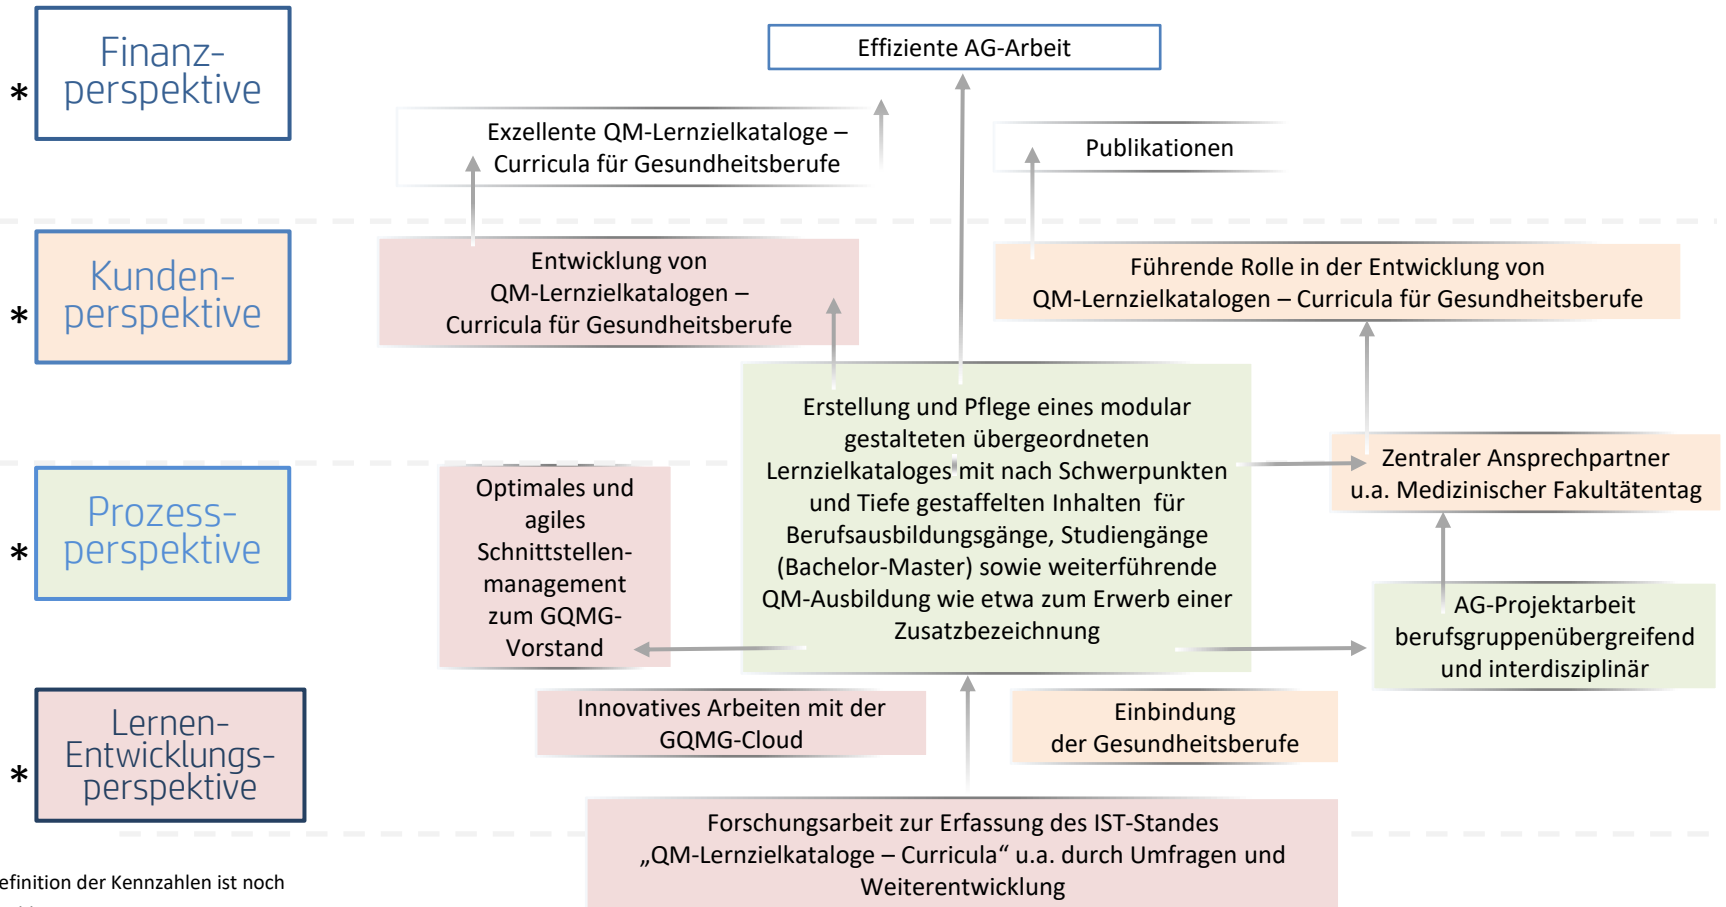 Finanz-
perspektive
*
Effiziente AG-Arbeit
Exzellente QM-Lernzielkataloge –
Curricula für Gesundheitsberufe
Publikationen
Kunden-
perspektive
*
Entwicklung von
QM-Lernzielkatalogen –
Curricula für Gesundheitsberufe
Führende Rolle in der Entwicklung von
QM-Lernzielkatalogen – Curricula für Gesundheitsberufe
Prozess-
perspektive
*
Optimales und
agiles
Schnittstellen-
management
zum GQMG-
Vorstand
Erstellung und Pflege eines modular
gestalteten übergeordneten
Lernzielkataloges mit nach Schwerpunkten
und Tiefe gestaffelten Inhalten für
Berufsausbildungsgänge, Studiengänge
(Bachelor-Master) sowie weiterführende
QM-Ausbildung wie etwa zum Erwerb einer
Zusatzbezeichnung
Zentraler Ansprechpartner
u.a. Medizinischer Fakultätentag
AG-Projektarbeit
berufsgruppenübergreifend
und interdisziplinär
Lernen-
Entwicklungs-
perspektive
*
Innovatives Arbeiten mit der
GQMG-Cloud
Einbindung
der Gesundheitsberufe
Forschungsarbeit zur Erfassung des IST-Standes
„QM-Lernzielkataloge – Curricula“ u.a. durch Umfragen und
Weiterentwicklung
efinition der Kennzahlen ist noch